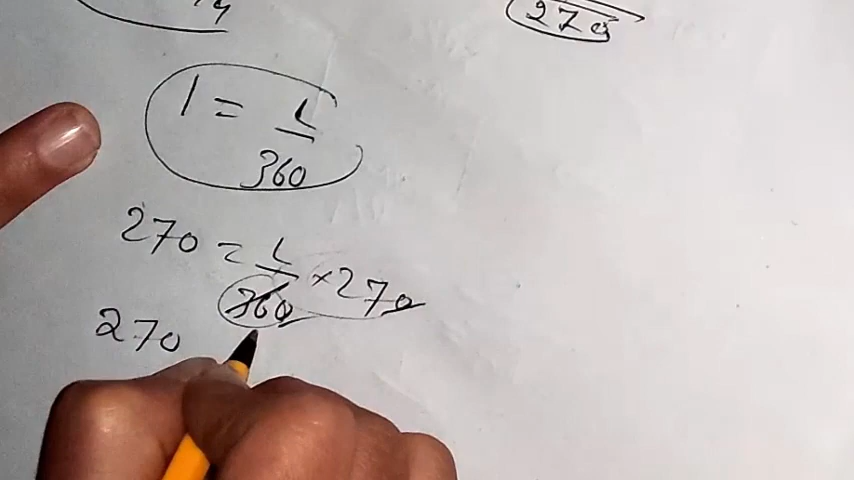 270
1 = L/360
270 = L/360 × 270
270